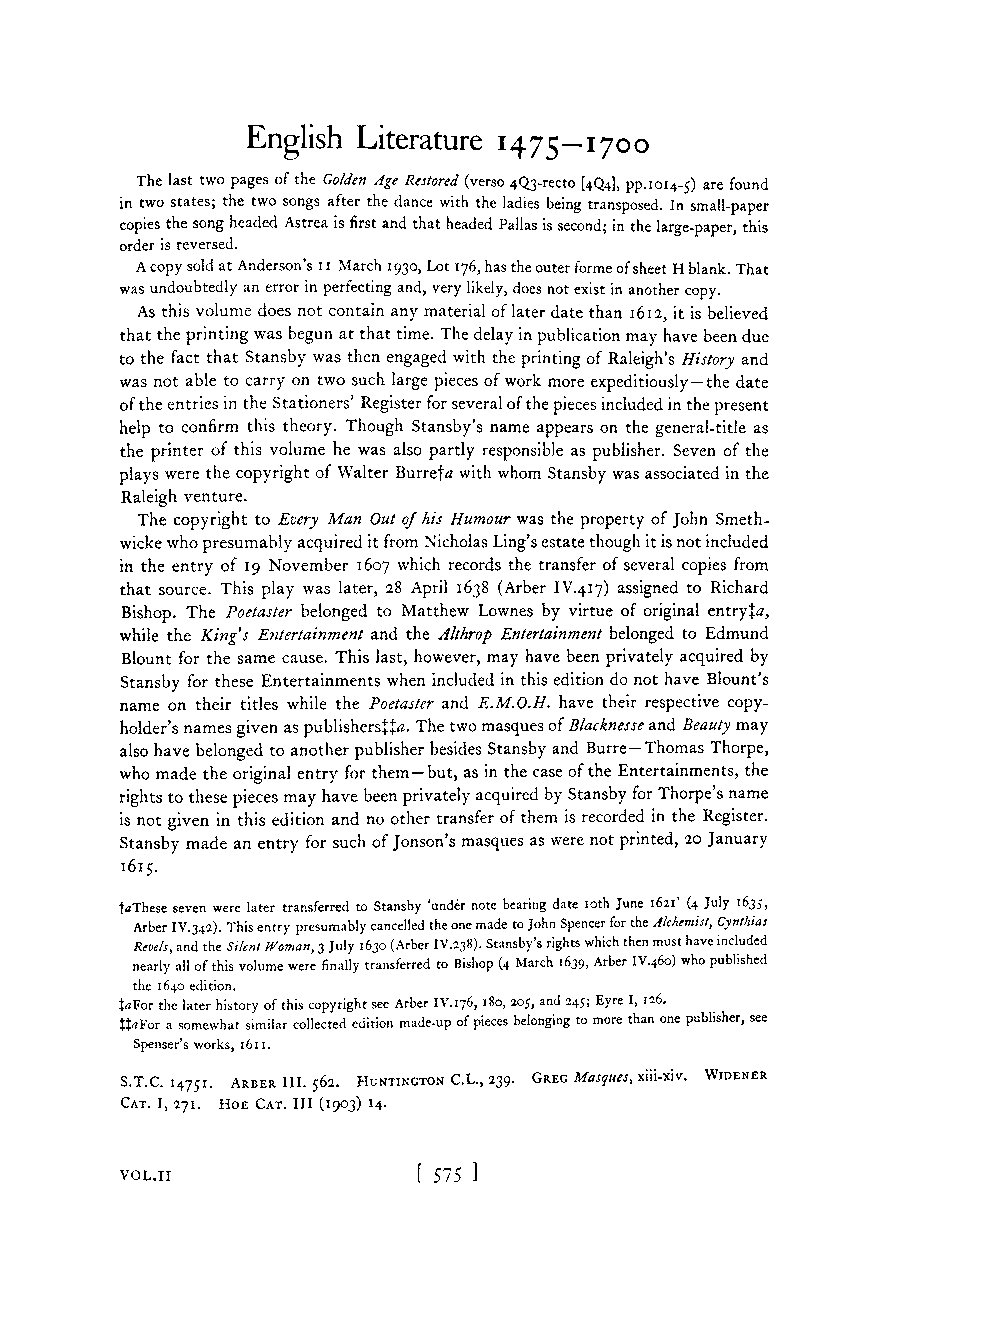 English Literature 1475—1700
The last two pages of the Golden Age Restored (verso 4Q3-recto [4Q4], pp.1014-5) are found
in two states; the two songs after the dance with the ladies being transposed. In small-paper
copies the song headed Astrea is first and that headed Pallas is second; in the large-paper, this
order is reversed.
A copy sold at Anderson's 11 March 1930, Lot 176, has the outer forme of sheet H blank. That
was undoubtedly an error in perfecting and, very likely, does not exist in another copy.
As this volume does not contain any material of later date than 1612, it is believed
that the printing was begun at that time. The delay in publication may have been due
to the fact that Stansby was then engaged with the printing of Raleigh's History and
was not able to carry on two such large pieces of work more expeditiously—the date
of the entries in the Stationers' Register for several of the pieces included in the present
help to confirm this theory. Though Stansby's name appears on the general-title as
the printer of this volume he was also partly responsible as publisher. Seven of the
plays were the copyright of Walter Burre†a with whom Stansby was associated in the
Raleigh venture.
The copyright to Every Man Out of his Humour was the property of John Smeth-
wicke who presumably acquired it from Nicholas Ling's estate though it is not included
in the entry of 19 November 1607 which records the transfer of several copies from
that source. This play was later, 28 April 1638 (Arber IV.417) assigned to Richard
Bishop. The Poetaster belonged to Matthew Lownes by virtue of original entry‡a,
while the King's Entertainment and the Althrop Entertainment belonged to Edmund
Blount for the same cause. This last, however, may have been privately acquired by
Stansby for these Entertainments when included in this edition do not have Blount's
name on their titles while the Poetaster and E.M.O.H. have their respective copy-
holder's names given as publishers‡‡a. The two masques of Blacknesse and Beauty may
also have belonged to another publisher besides Stansby and Burre—Thomas Thorpe,
who made the original entry for them—but, as in the case of the Entertainments, the
rights to these pieces may have been privately acquired by Stansby for Thorpe's name
is not given in this edition and no other transfer of them is recorded in the Register.
Stansby made an entry for such of Jonson's masques as were not printed, 20 January
1615.
†aThese seven were later transferred to Stansby 'under note bearing date 10th June 1621' (4 July 1635,
Arber IV.342). This entry presumably cancelled the one made to John Spencer for the Alchemist, Cynthias
Revels, and the Silent Woman, 3 July 1630 (Arber IV.238). Stansby's rights which then must have included
nearly all of this volume were finally transferred to Bishop (4 March 1639, Arber IV.460) who published
the 1640 edition.
‡aFor the later history of this copyright see Arber IV.176, 180, 205, and 245; Eyre I, 126.
‡‡aFor a somewhat similar collected edition made-up of pieces belonging to more than one publisher, see
Spenser's works, 1611.
S.T.C. 14751. ARBER III. 562. HUNTINGTON C.L., 239. GREG Masques, xiii-xiv. WIDENER
CAT. I, 271. HOE CAT. III (1903) 14.
VOL.II [ 575 ]